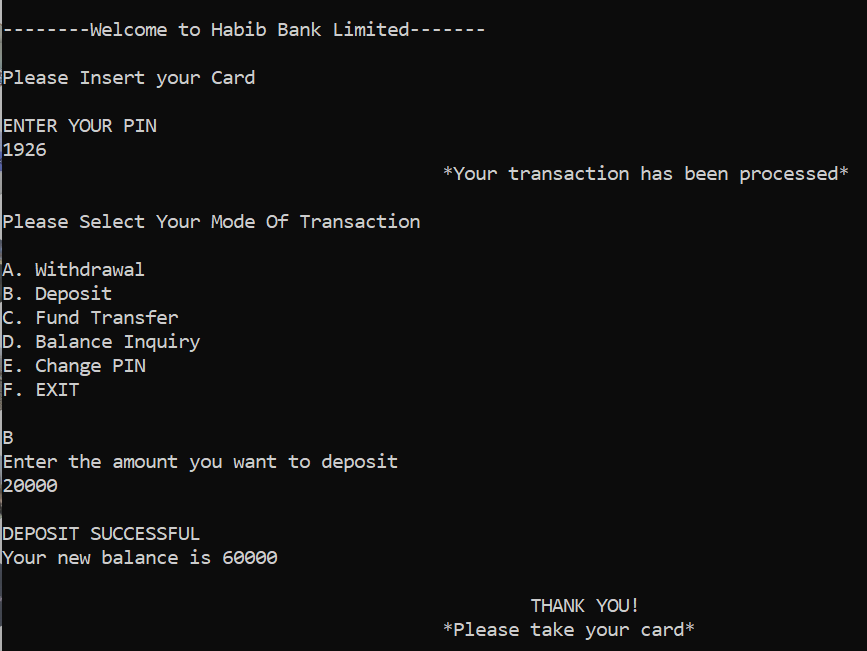 --------Welcome to Habib Bank Limited-------
Please Insert your Card
ENTER YOUR PIN
1926
*Your transaction has been processed*
Please Select Your Mode Of Transaction
A. Withdrawal
B. Deposit
C. Fund Transfer
D. Balance Inquiry
E. Change PIN
F. EXIT
B
Enter the amount you want to deposit
20000
DEPOSIT SUCCESSFUL
Your new balance is 60000
THANK YOU!
*Please take your card*